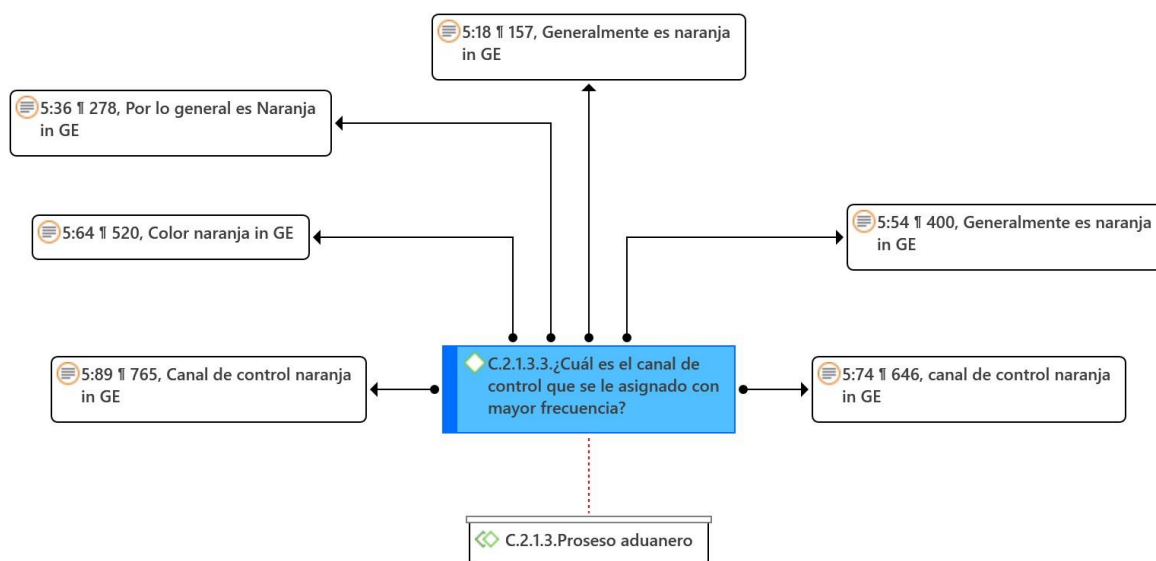 5:18 ¶ 157, Generalmente es naranja
in GE
5:36 ¶ 278, Por lo general es Naranja
in GE
5:64 ¶ 520, Color naranja in GE
5:54 ¶ 400, Generalmente es naranja
in GE
5:89 ¶ 765, Canal de control naranja
in GE
C.2.1.3.3.¿Cuál es el canal de
control que se le asignado con
mayor frecuencia?
5:74 ¶ 646, canal de control naranja
in GE
C.2.1.3.Proseso aduanero